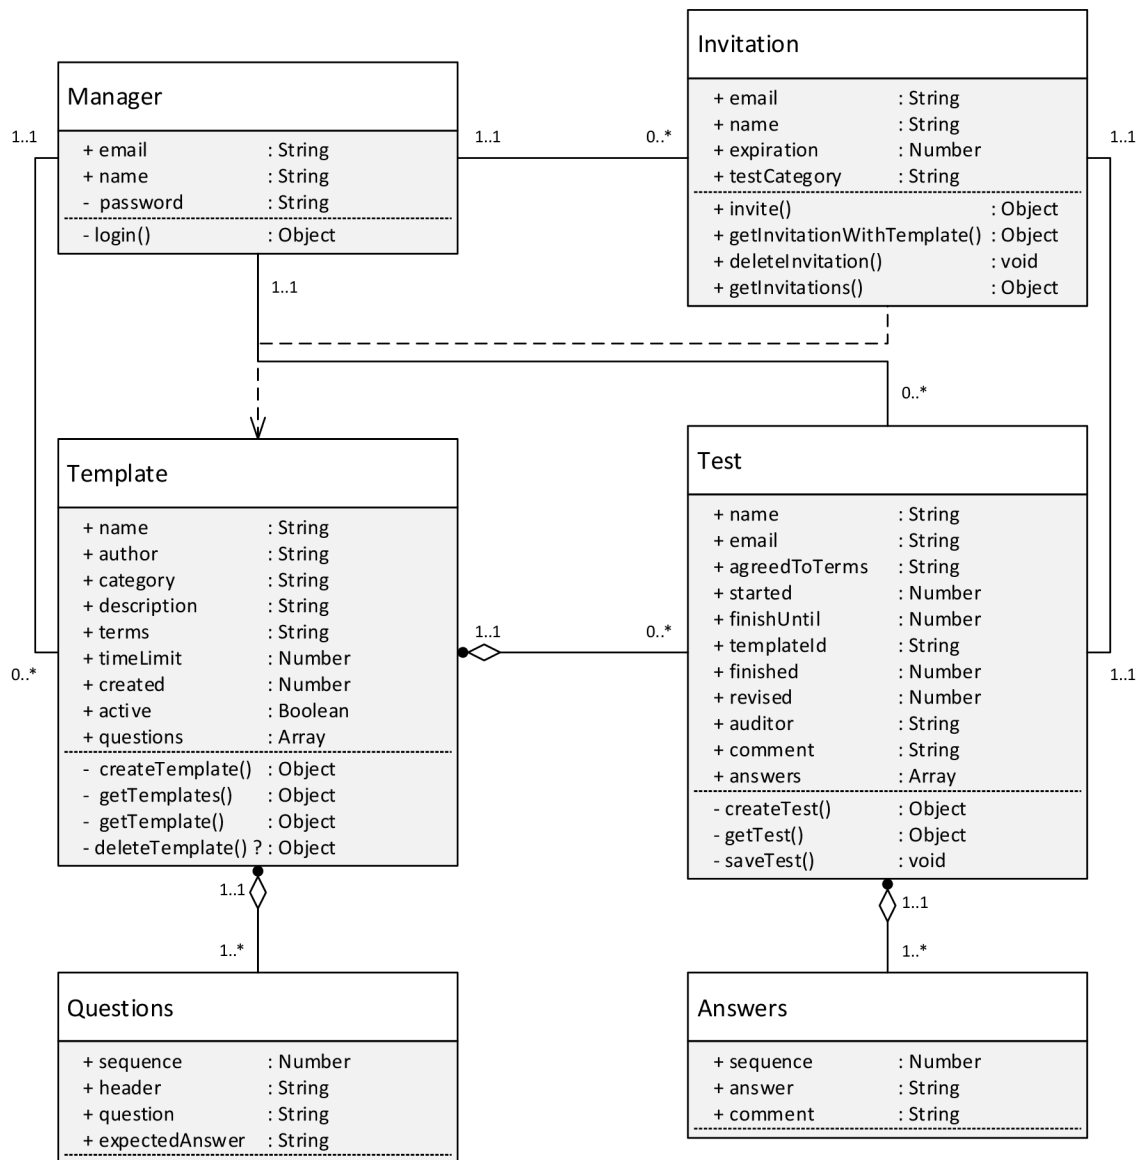 Manager
+ email : String
+ name : String
- password : String
- login() : Object
Invitation
+ email : String
+ name : String
+ expiration : Number
+ testCategory : String
+ invite() : Object
+ getInvitationWithTemplate() : Object
+ deleteInvitation() : void
+ getInvitations() : Object
1..1
1..1
0..*
1..1
1..1
0..*
Template
+ name : String
+ author : String
+ category : String
+ description : String
+ terms : String
+ timeLimit : Number
+ created : Number
+ active : Boolean
+ questions : Array
- createTemplate() : Object
- getTemplates() : Object
- getTemplate() : Object
- deleteTemplate() ? : Object
Test
+ name : String
+ email : String
+ agreedToTerms : String
+ started : Number
+ finishUntil : Number
+ templateId : String
+ finished : Number
+ revised : Number
+ auditor : String
+ comment : String
+ answers : Array
- createTest() : Object
- getTest() : Object
- saveTest() : void
0..*
1..1
0..*
1..1
1..1
1..*
1..1
1..*
Questions
+ sequence : Number
+ header : String
+ question : String
+ expectedAnswer : String
Answers
+ sequence : Number
+ answer : String
+ comment : String